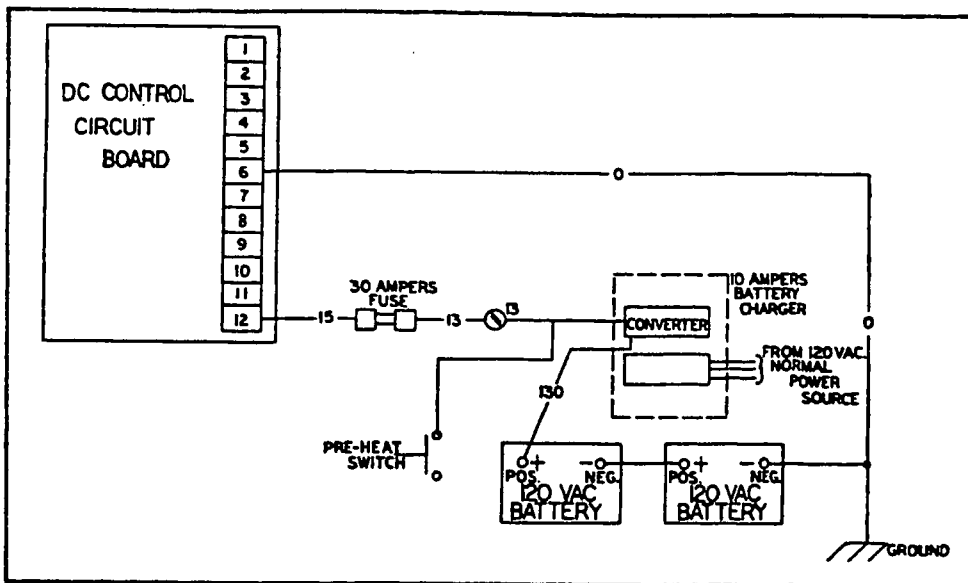 DC CONTROL
CIRCUIT
BOARD
1
2
3
4
5
6
7
8
9
10
11
12
0
0
15
30 AMPERS
FUSE
13
13
10 AMPERS
BATTERY
CHARGER
CONVERTER
FROM 120 VAC.
NORMAL
POWER
SOURCE
130
PRE-HEAT
SWITCH
+
-
POS.
NEG.
120 VAC
BATTERY
+
-
POS.
NEG.
120 VAC
BATTERY
GROUND